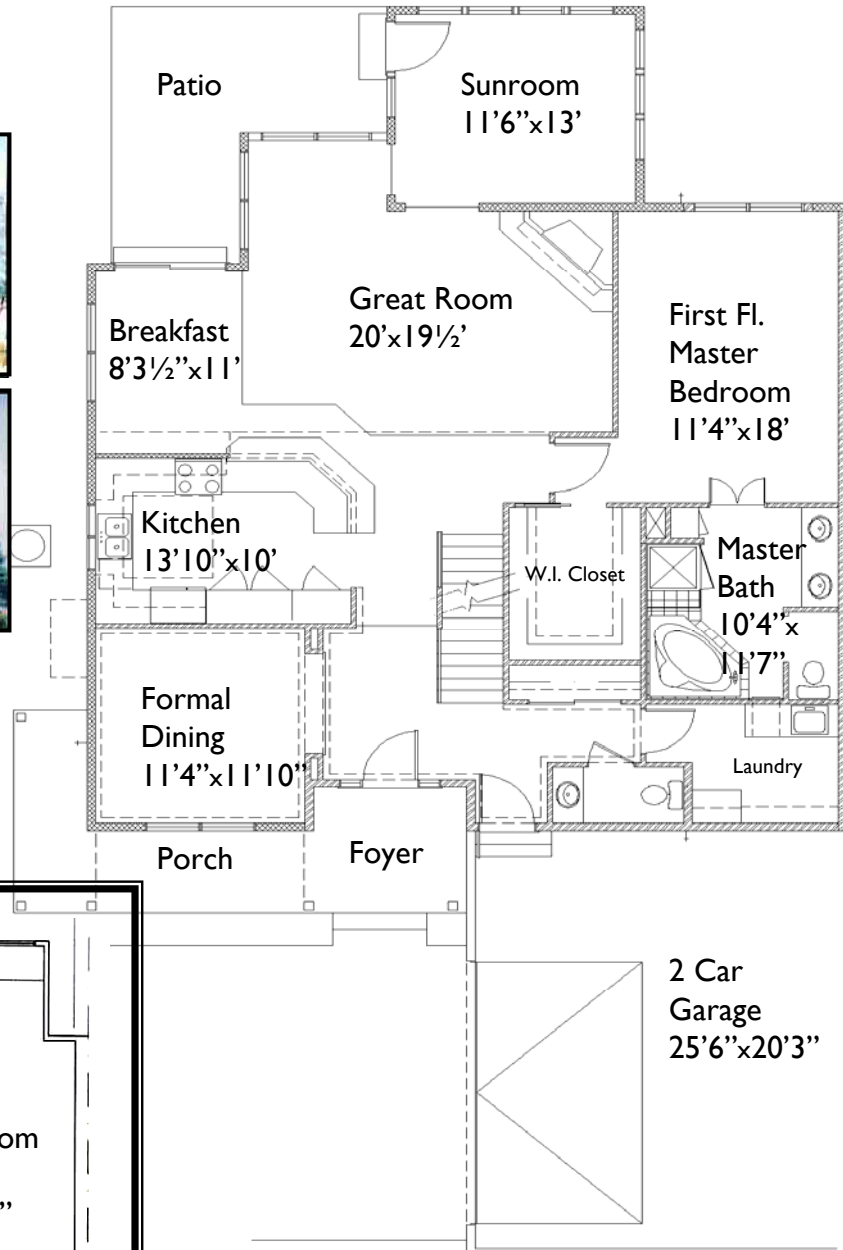 Patio
Sunroom
11’6”x13’
Great Room
20’x19½’
Breakfast
8’3½”x11’
First Fl.
Master
Bedroom
11’4”x18’
Kitchen
13’10”x10’
W.I. Closet
Master
Bath
10’4”x
11’7”
Formal
Dining
11’4”x11’10”
Laundry
Porch
Foyer
2 Car
Garage
25’6”x20’3”
om
”